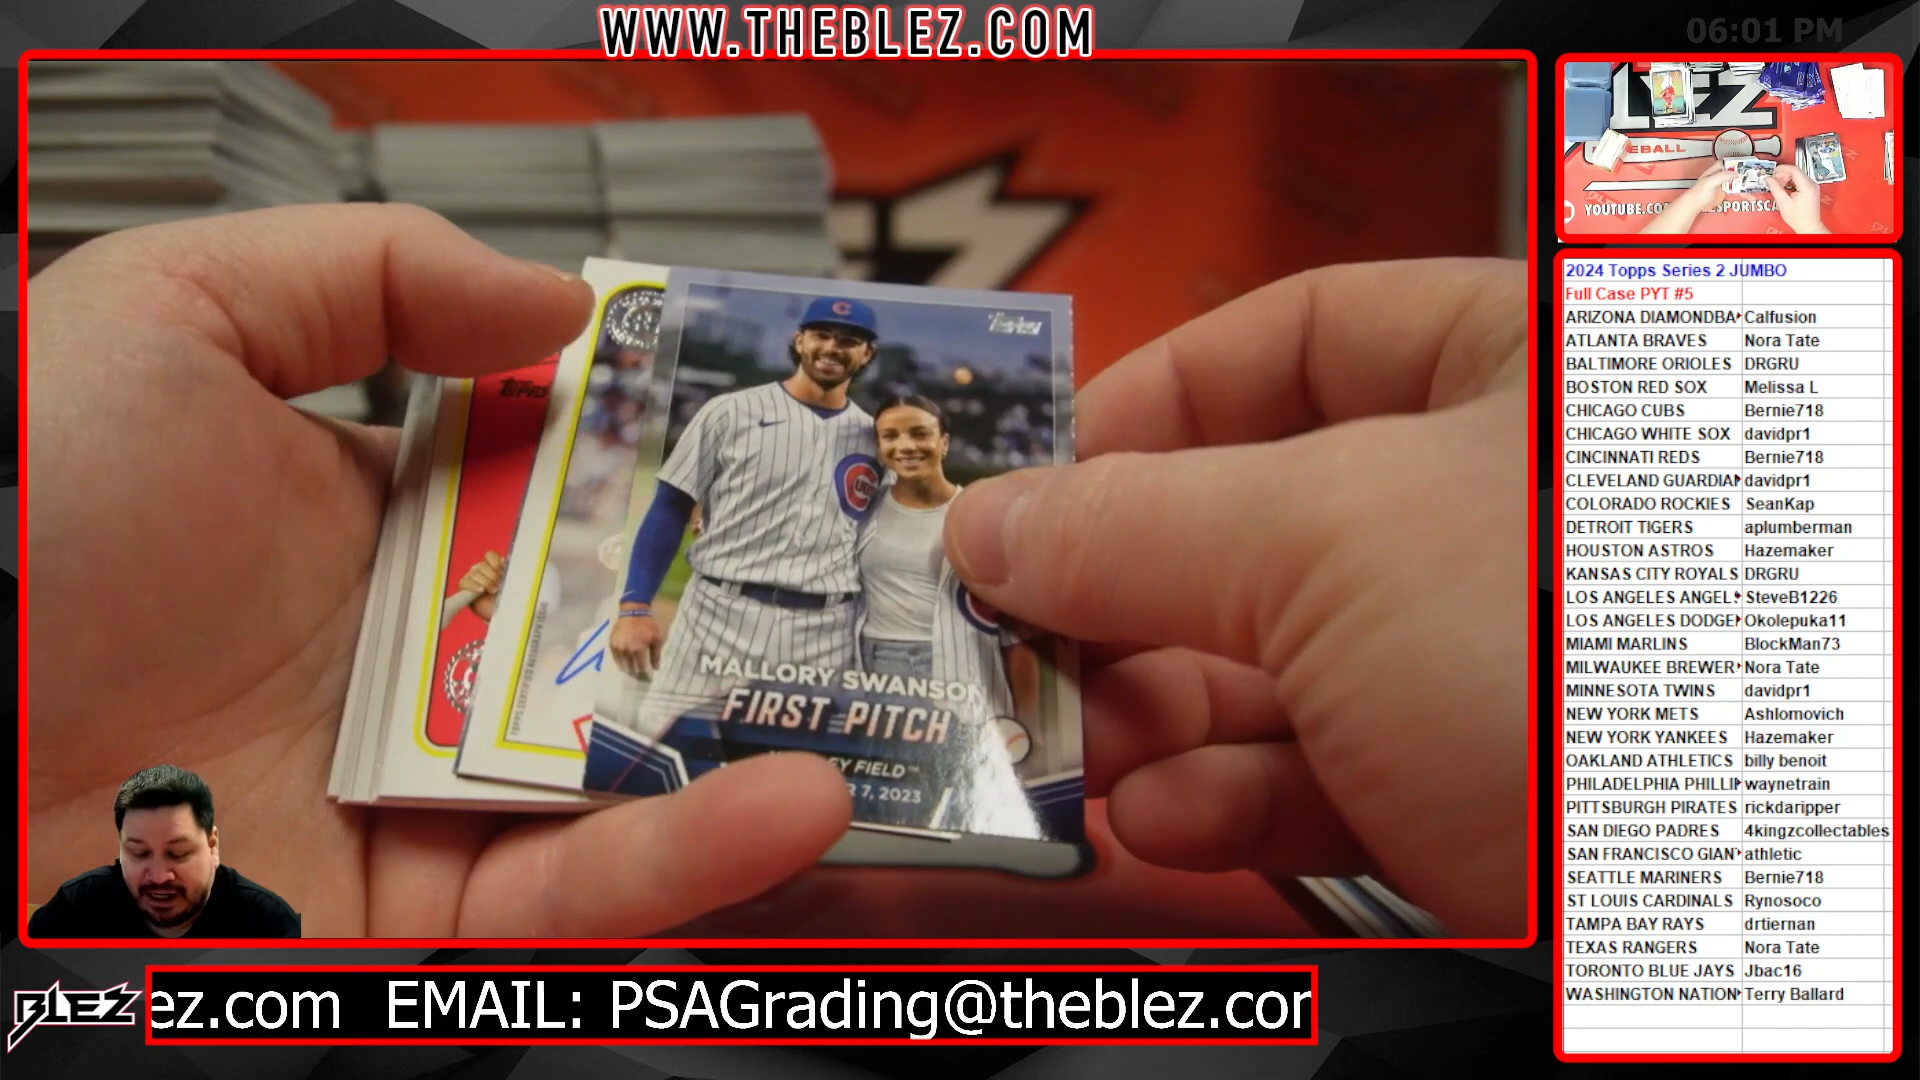 WWW.THEBLEZ.COM
06:01 PM
BLEZ
YOUTUBE.CO
2024 Topps Series 2 JUMBO
Full Case PYT #5
ARIZONA DIAMONDBA Calfusion
ATLANTA BRAVES Nora Tate
BALTIMORE ORIOLES DRGRU
BOSTON RED SOX Melissa L
CHICAGO CUBS Bernie718
CHICAGO WHITE SOX davidpr1
CINCINNATI REDS Bernie718
CLEVELAND GUARDIAN davidpr1
COLORADO ROCKIES SeanKap
DETROIT TIGERS aplumberman
HOUSTON ASTROS Hazemaker
KANSAS CITY ROYALS DRGRU
LOS ANGELES ANGEL SteveB1226
LOS ANGELES DODGE Okolepuka11
MIAMI MARLINS BlockMan73
MILWAUKEE BREWER Nora Tate
MINNESOTA TWINS davidpr1
NEW YORK METS Ashlomovich
NEW YORK YANKEES Hazemaker
OAKLAND ATHLETICS billy benoit
PHILADELPHIA PHILLI waynetrain
PITTSBURGH PIRATES rickdaripper
SAN DIEGO PADRES 4kingzcollectables
SAN FRANCISCO GIAN athletic
SEATTLE MARINERS Bernie718
ST LOUIS CARDINALS Rynosoco
TAMPA BAY RAYS drtiernan
TEXAS RANGERS Nora Tate
TORONTO BLUE JAYS Jbac16
WASHINGTON NATION Terry Ballard
Topps
TOPPS
MALLORY SWANSON
FIRST PITCH
EY FIELD™
R 7, 2023
BLEZ
ez.com EMAIL: PSAGrading@theblez.cor